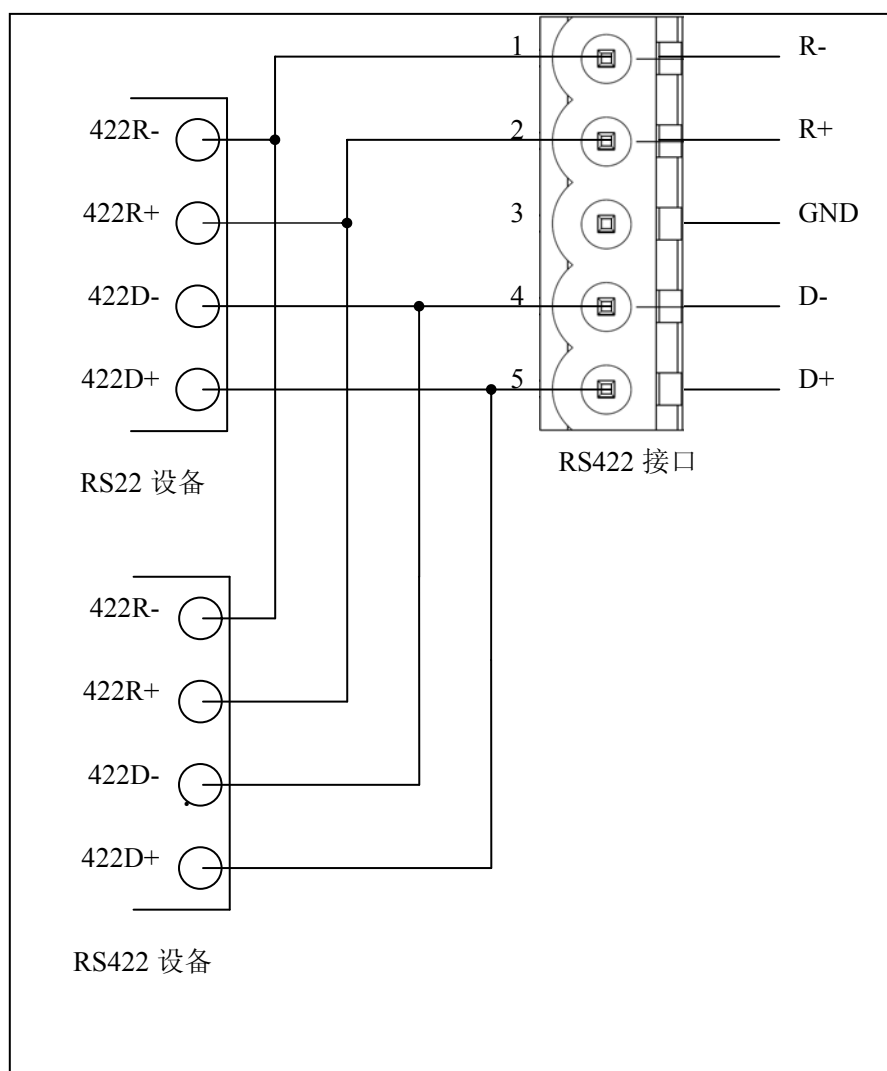 1
R-
422R-
2
R+
422R+
3
GND
422D-
4
D-
422D+
5
D+
RS22 设备
RS422 接口
422R-
422R+
422D-
422D+
RS422 设备